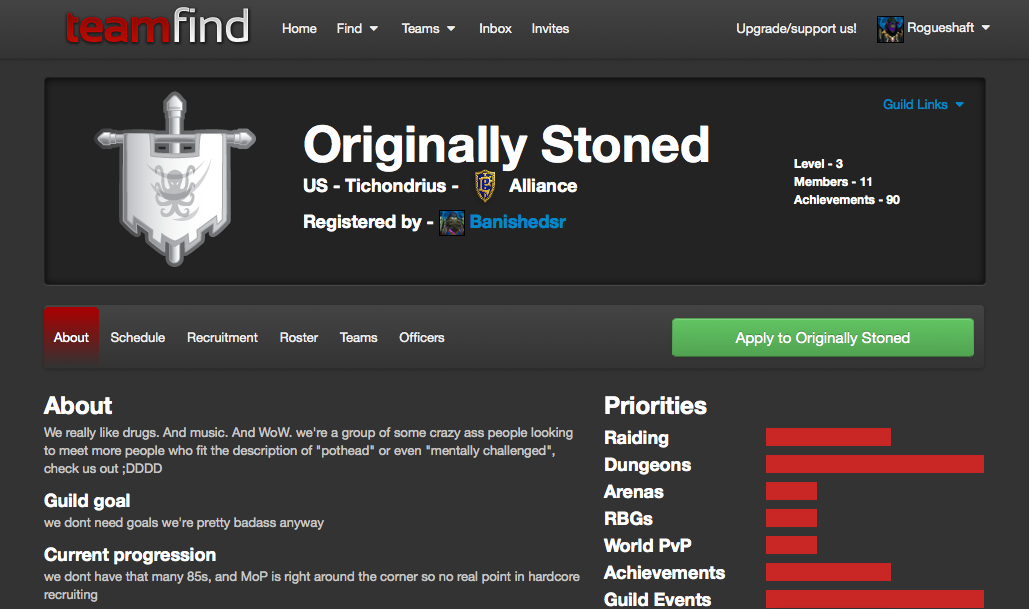 teamfind
Home Find Teams Inbox Invites Upgrade/support us! Rogueshaft
Guild Links
Originally Stoned
US - Tichondrius - Alliance
Registered by - Banishedsr
Level - 3
Members - 11
Achievements - 90
About Schedule Recruitment Roster Teams Officers Apply to Originally Stoned
About
We really like drugs. And music. And WoW. we're a group of some crazy ass people looking
to meet more people who fit the description of "pothead" or even "mentally challenged",
check us out ;DDDD
Guild goal
we dont need goals we're pretty badass anyway
Current progression
we dont have that many 85s, and MoP is right around the corner so no real point in hardcore
recruiting
Priorities
Raiding
Dungeons
Arenas
RBGs
World PvP
Achievements
Guild Events